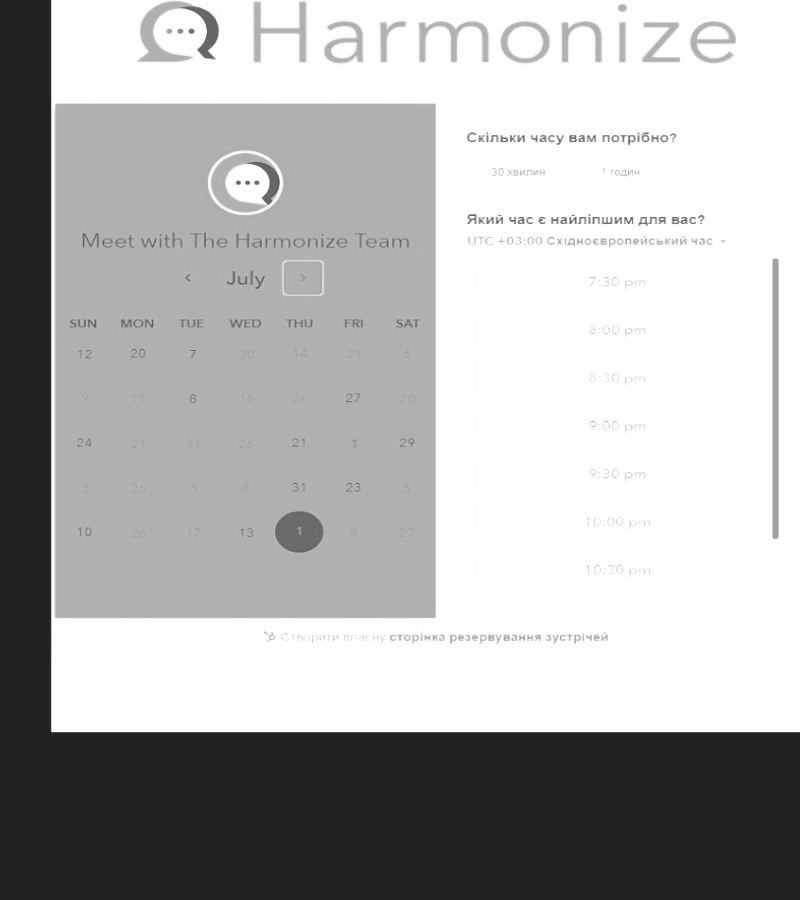 Harmonize
Meet with The Harmonize Team
July
SUN MON TUE WED THU FRI SAT
12 20 7 30 14 21 6
9 11 8 16 26 27 20
24 21 31 26 21 1 29
3 26 3 8 31 23 5
10 26 17 13 1 8 27
Скільки часу вам потрібно?
30 хвилин 1 годин
Який час є найліпшим для вас?
UTC +03:00 Східноєвропейський час
7:30 pm
8:00 pm
8:30 pm
9:00 pm
9:30 pm
10:00 pm
10:30 pm
Створити власну сторінка резервування зустрічей